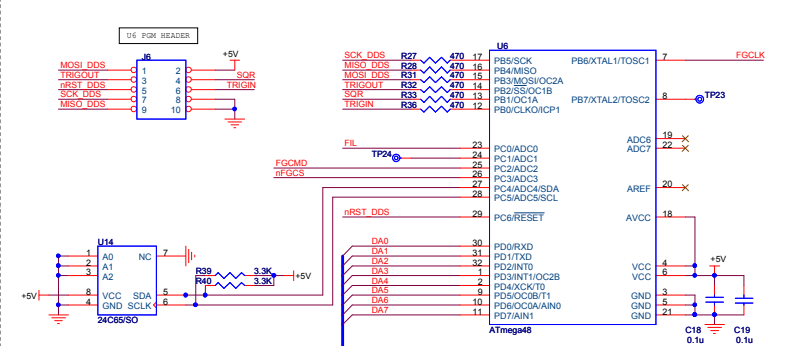 U6 PGM HEADER
J6
+5V
MOSI_DDS 1 2
TRIGOUT 3 4 SQR
nRST_DDS 5 6 TRIGIN
SCK_DDS 7 8
MISO_DDS 9 10
U6
SCK_DDS R27 470 17 PB5/SCK
MISO_DDS R28 470 16 PB4/MISO
MOSI_DDS R31 470 15 PB3/MOSI/OC2A
TRIGOUT R32 470 14 PB2/SS/OC1B
SQR R33 470 13 PB1/OC1A
TRIGIN R36 470 12 PB0/CLKO/ICP1
PB6/XTAL1/TOSC1 7 FGCLK
PB7/XTAL2/TOSC2 8 TP23
FIL 23 PC0/ADC0
TP24 24 PC1/ADC1
FGCMD 25 PC2/ADC2
nFGCS 26 PC3/ADC3
27 PC4/ADC4/SDA
28 PC5/ADC5/SCL
nRST_DDS 29 PC6/RESET
ADC6 19
ADC7 22
AREF 20
AVCC 18
DA0 30 PD0/RXD
DA1 31 PD1/TXD
DA2 32 PD2/INT0
DA3 1 PD3/INT1/OC2B
DA4 2 PD4/XCK/T0
DA5 9 PD5/OC0B/T1
DA6 10 PD6/OC0A/AIN0
DA7 11 PD7/AIN1
VCC 4
VCC 6
GND 3
GND 5
GND 21
ATmega48
+5V
C18
0.1u
C19
0.1u
U14
1 A0 NC 7
2 A1
3 A2
+5V 8 VCC SDA 5
4 GND SCLK 6
24C65/SO
R39 3.3K
R40 3.3K
+5V